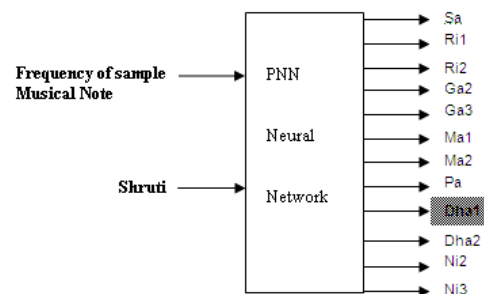 Frequency of sample
Musical Note
Shruti
PNN
Neural
Network
Sa
Ri1
Ri2
Ga2
Ga3
Ma1
Ma2
Pa
Dha1
Dha2
Ni2
Ni3